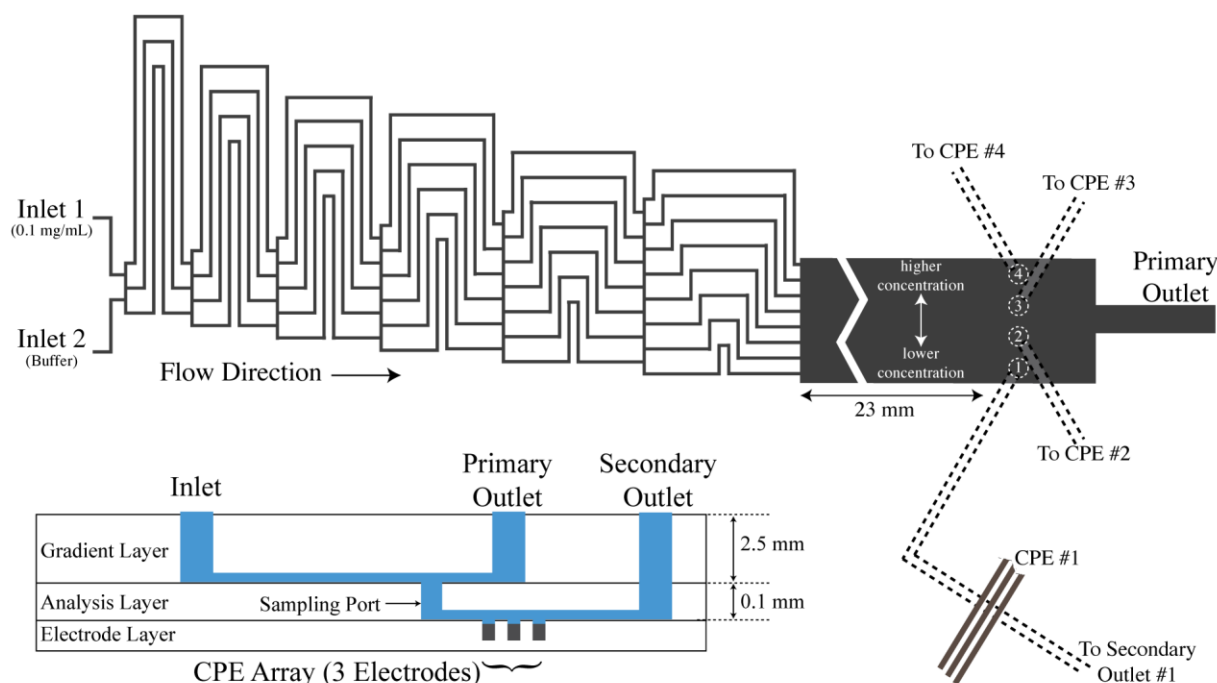 To CPE #4
To CPE #3
Inlet 1
(0.1 mg/mL)
Inlet 2
(Buffer)
Flow Direction
higher
concentration
lower
concentration
4
3
2
1
Primary
Outlet
23 mm
To CPE #2
CPE #1
To Secondary
Outlet #1
Inlet
Primary
Outlet
Secondary
Outlet
Gradient Layer
2.5 mm
Analysis Layer
Sampling Port
0.1 mm
Electrode Layer
CPE Array (3 Electrodes)